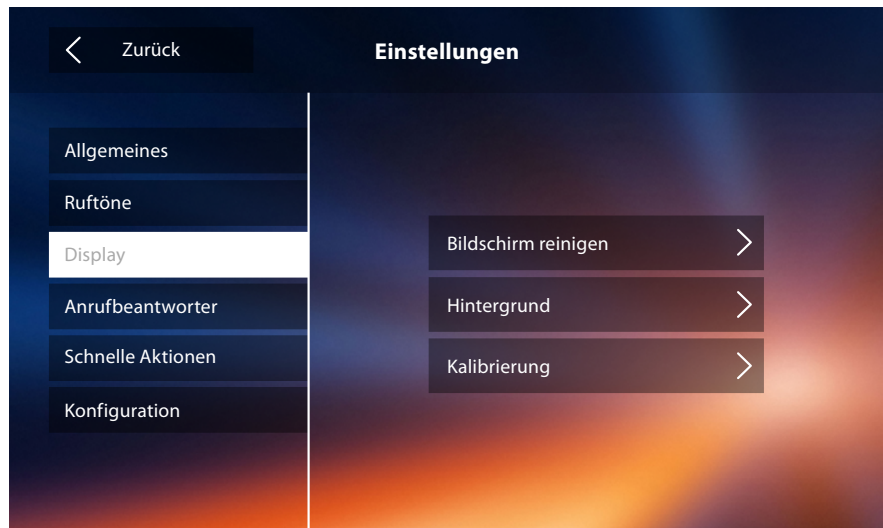 Zurück
Einstellungen
Allgemeines
Ruftöne
Display
Anrufbeantworter
Schnelle Aktionen
Konfiguration
Bildschirm reinigen
Hintergrund
Kalibrierung